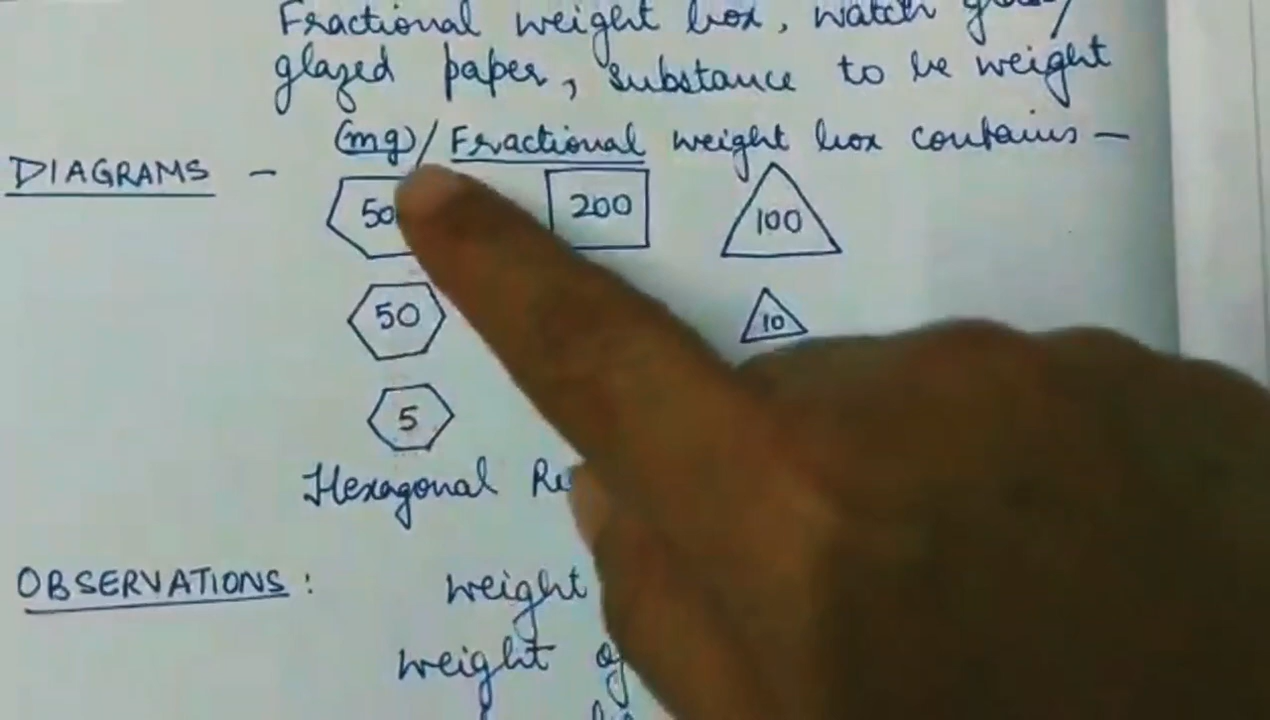 Fractional weight box, watch
glazed paper, substance to be weight
(mg)/Fractional weight box contains —
DIAGRAMS —
200 100
50 10
5
Hexagonal
OBSERVATIONS : weight
weight